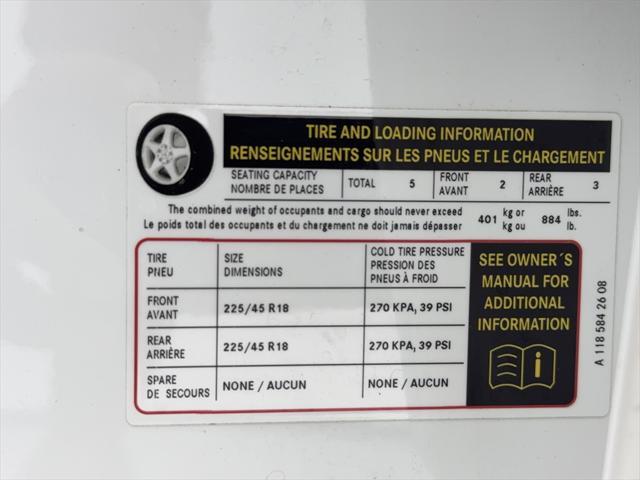 TIRE AND LOADING INFORMATION
RENSEIGNEMENTS SUR LES PNEUS ET LE CHARGEMENT
SEATING CAPACITY TOTAL 5 FRONT 2 REAR 3
NOMBRE DE PLACES AVANT ARRIÈRE
The combined weight of occupants and cargo should never exceed 401 kg or 884 lbs.
Le poids total des occupants et du chargement ne doit jamais dépasser kg ou lb.
TIRE SIZE COLD TIRE PRESSURE
PNEU DIMENSIONS PRESSION DES
PNEUS À FROID
FRONT 225/45 R18 270 KPA, 39 PSI
AVANT
REAR 225/45 R18 270 KPA, 39 PSI
ARRIÈRE
SPARE NONE / AUCUN NONE / AUCUN
DE SECOURS
SEE OWNER´S
MANUAL FOR
ADDITIONAL
INFORMATION
i
A 118 584 26 08